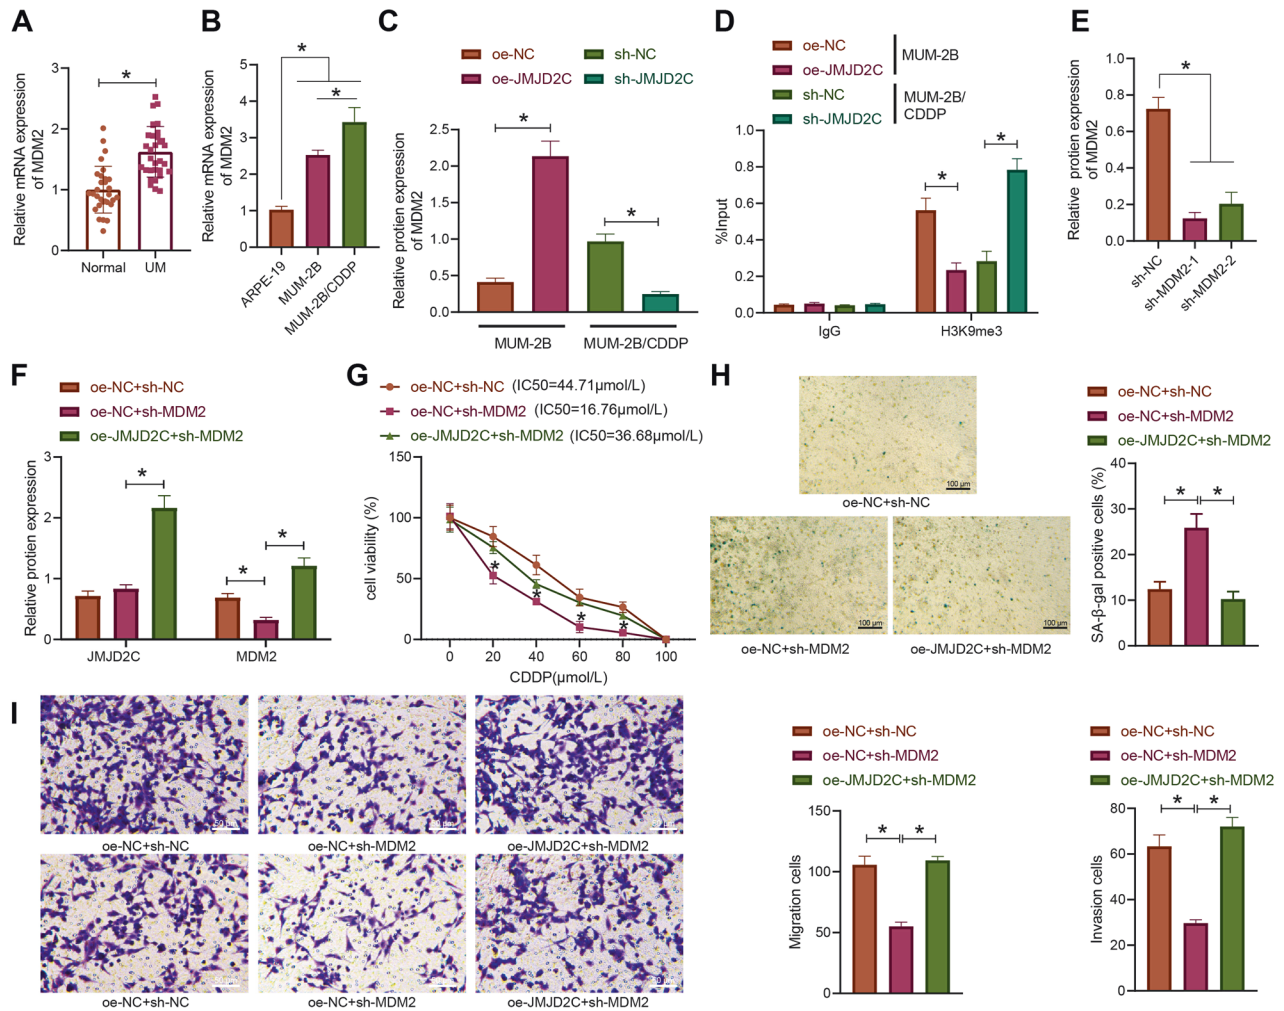 A
Relative mRNA expression
of MDM2
3
2
1
0
*
Normal
UM
B
Relative mRNA expression
of MDM2
5
4
3
2
1
0
*
*
ARPE-19
MUM-2B
MUM-2B/CDDP
C
oe-NC
sh-NC
oe-JMJD2C
sh-JMJD2C
Relative protien expression
of MDM2
2.5
2.0
1.5
1.0
0.5
0.0
*
*
MUM-2B
MUM-2B/CDDP
D
oe-NC
oe-JMJD2C
MUM-2B
sh-NC
sh-JMJD2C
MUM-2B/
CDDP
%Input
1.0
0.8
0.6
0.4
0.2
0.0
*
*
IgG
H3K9me3
E
Relative protien expression
of MDM2
1.0
0.8
0.6
0.4
0.2
0.0
*
sh-NC
sh-MDM2-1
sh-MDM2-2
F
oe-NC+sh-NC
oe-NC+sh-MDM2
oe-JMJD2C+sh-MDM2
Relative protien expression
3
2
1
0
*
*
*
JMJD2C
MDM2
G
oe-NC+sh-NC (IC50=44.71μmol/L)
oe-NC+sh-MDM2 (IC50=16.76μmol/L)
oe-JMJD2C+sh-MDM2 (IC50=36.68μmol/L)
cell viability (%)
150
100
50
0
*
*
*
*
0 20 40 60 80 100
CDDP(μmol/L)
H
100 μm
oe-NC+sh-NC
100 μm
100 μm
oe-NC+sh-MDM2
oe-JMJD2C+sh-MDM2
oe-NC+sh-NC
oe-NC+sh-MDM2
oe-JMJD2C+sh-MDM2
SA-β-gal positive cells (%)
40
30
20
10
0
*
*
I
50 μm
oe-NC+sh-NC
oe-NC+sh-MDM2
oe-JMJD2C+sh-MDM2
oe-NC+sh-NC
oe-NC+sh-MDM2
oe-JMJD2C+sh-MDM2
oe-NC+sh-NC
oe-NC+sh-MDM2
oe-JMJD2C+sh-MDM2
Migration cells
150
100
50
0
*
*
oe-NC+sh-NC
oe-NC+sh-MDM2
oe-JMJD2C+sh-MDM2
Invasion cells
80
60
40
20
0
*
*